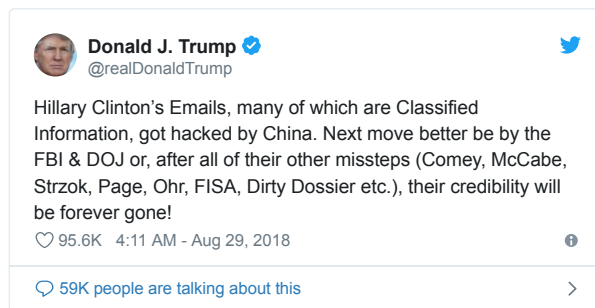 Donald J. Trump
@realDonaldTrump
Hillary Clinton’s Emails, many of which are Classified
Information, got hacked by China. Next move better be by the
FBI & DOJ or, after all of their other missteps (Comey, McCabe,
Strzok, Page, Ohr, FISA, Dirty Dossier etc.), their credibility will
be forever gone!
95.6K 4:11 AM - Aug 29, 2018
59K people are talking about this